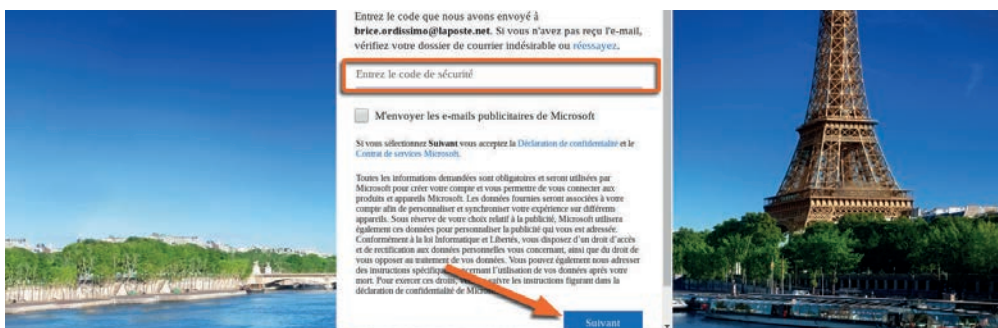 Entrez le code que nous avons envoyé à
brice.ordissimo@laposte.net. Si vous n'avez pas reçu l'e-mail,
vérifiez votre dossier de courrier indésirable ou réessayez.
Entrez le code de sécurité
M'envoyer les e-mails publicitaires de Microsoft
Si vous sélectionnez Suivant vous acceptez la Déclaration de confidentialité et le
Contrat de services Microsoft.
Toutes les informations demandées sont obligatoires et seront utilisées par
Microsoft pour créer votre compte et vous permettre de vous connecter aux
produits et appareils Microsoft. Les données fournies seront associées à votre
compte afin de personnaliser et synchroniser votre expérience sur différens
appareils. Sous réserve de votre choix relatif à la publicité, Microsoft utilisera
également ces données pour personnaliser la publicité qui vous est adressée.
Conformément à la loi Informatique et Libertés, vous disposez d'un droit d'accès
et de rectification aux données personnelles vous concernant, ainsi que du droit de
vous opposer au traitement de vos données. Vous pouvez également nous adresser
des instructions spécifiques concernant l'utilisation de vos données après votre
mort. Pour exercer ces droits, suivre les instructions figurant dans la
déclaration de confidentialité de
Suivant